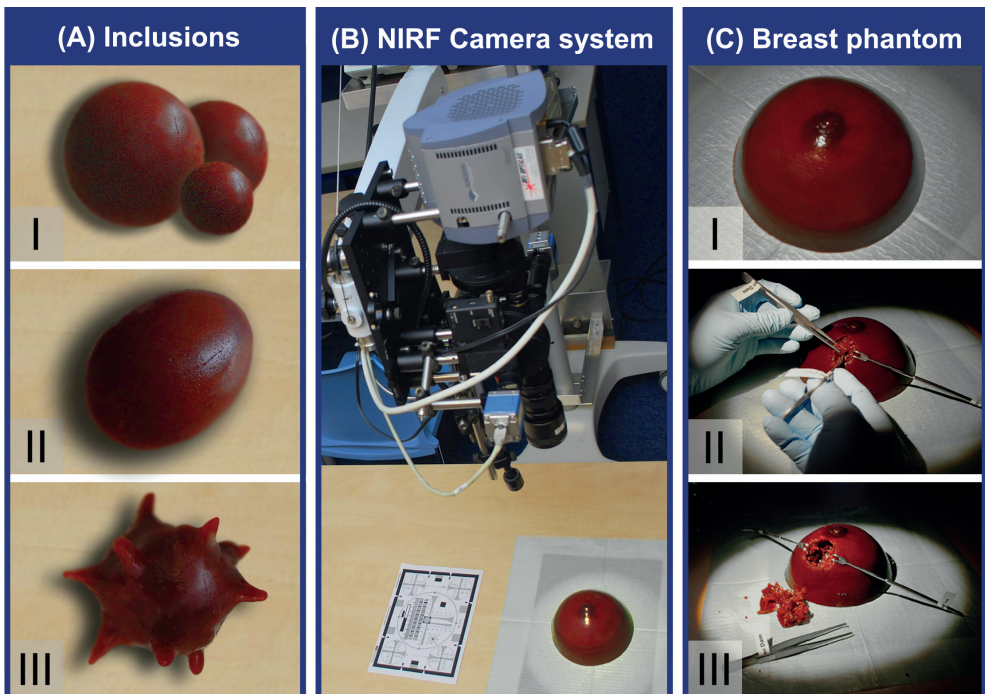 (A) Inclusions
I
II
III
(B) NIRF Camera system
(C) Breast phantom
I
II
III